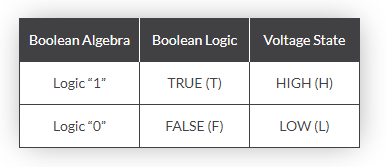 Boolean Algebra Boolean Logic Voltage State
Logic “1” TRUE (T) HIGH (H)
Logic “0” FALSE (F) LOW (L)